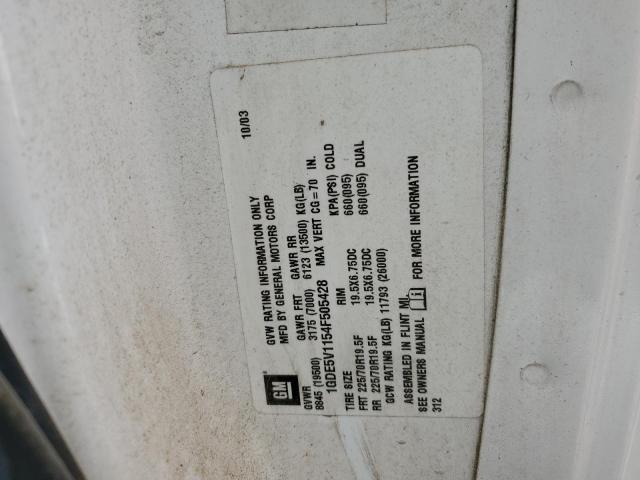 GM
GVW RATING INFORMATION ONLY 10/03
MFD BY GENERAL MOTORS CORP
GVWR GAWR FRT GAWR RR
8845 (19500) 3175 (7000) 6123 (13500) KG(LB)
1GDE5V1154F505428 MAX VERT CG=70 IN.
TIRE SIZE RIM KPA(PSI) COLD
FRT 225/70R19.5F 19.5X6.75DC 660(095)
RR 225/70R19.5F 19.5X6.75DC 660(095) DUAL
GCW RATING KG(LB) 11793 (26000)
ASSEMBLED IN FLINT MI.
SEE OWNERS MANUAL i FOR MORE INFORMATION
312